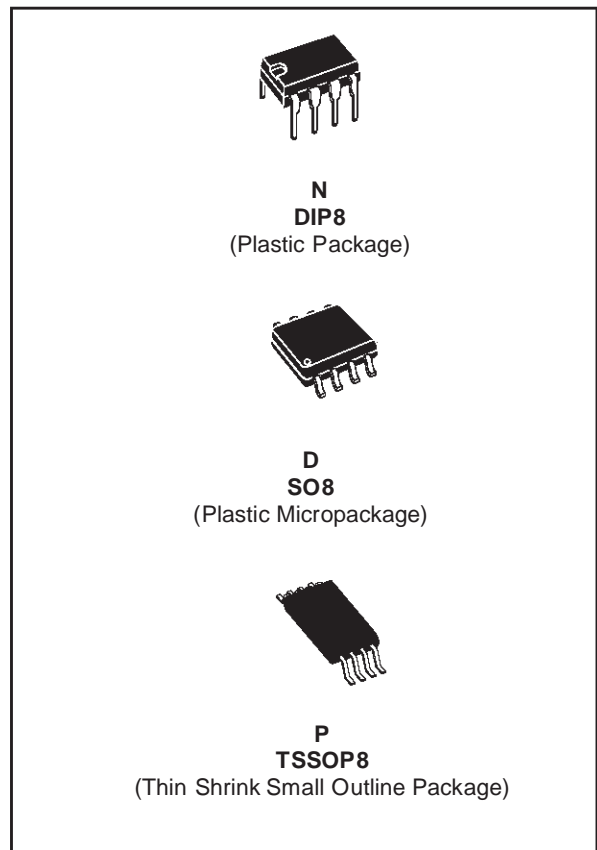 N
DIP8
(Plastic Package)
D
SO8
(Plastic Micropackage)
P
TSSOP8
(Thin Shrink Small Outline Package)